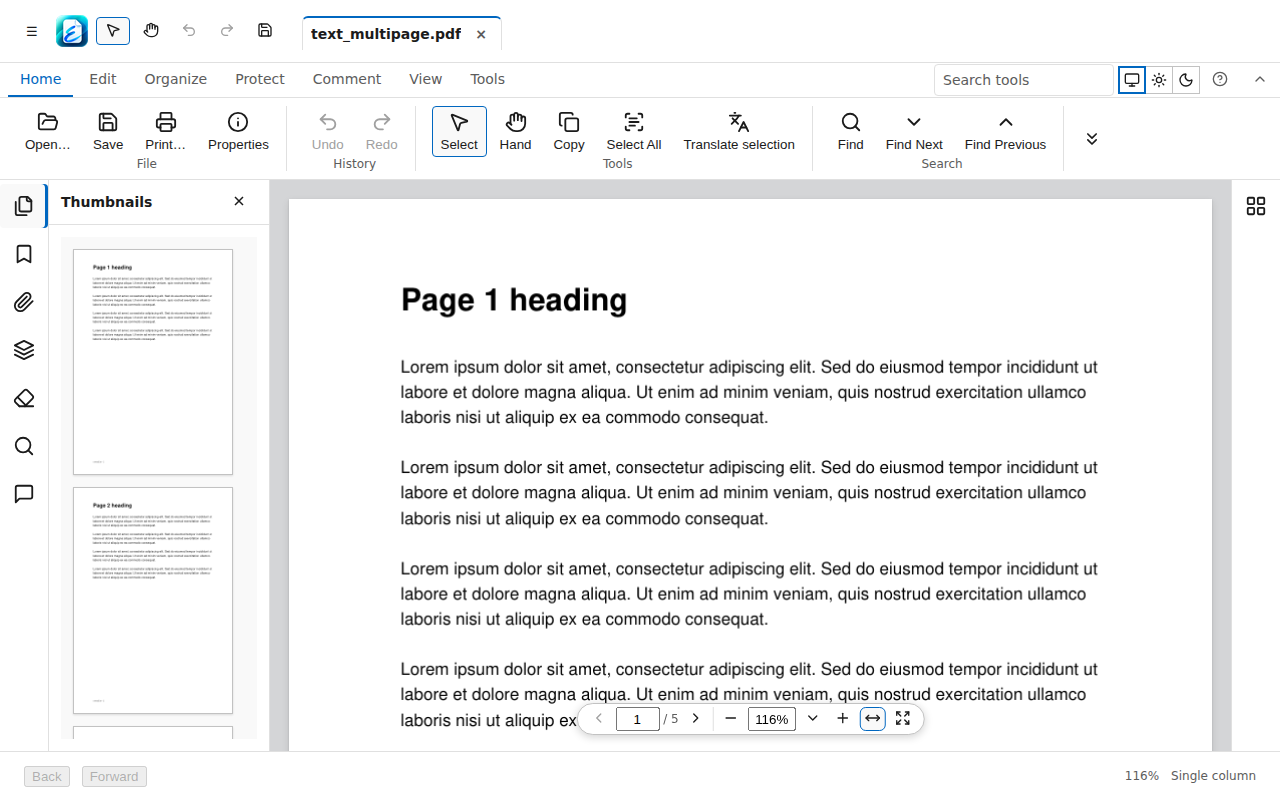 text_multipage.pdf
Home Edit Organize Protect Comment View Tools Search tools
Open... Save Print... Properties Undo Redo Select Hand Copy Select All Translate selection Find Find Next Find Previous
File History Tools Search
Thumbnails
Page 1 heading
Page 2 heading
Page 1 heading
Lorem ipsum dolor sit amet, consectetur adipiscing elit. Sed do eiusmod tempor incididunt ut
labore et dolore magna aliqua. Ut enim ad minim veniam, quis nostrud exercitation ullamco
laboris nisi ut aliquip ex ea commodo consequat.
Lorem ipsum dolor sit amet, consectetur adipiscing elit. Sed do eiusmod tempor incididunt ut
labore et dolore magna aliqua. Ut enim ad minim veniam, quis nostrud exercitation ullamco
laboris nisi ut aliquip ex ea commodo consequat.
Lorem ipsum dolor sit amet, consectetur adipiscing elit. Sed do eiusmod tempor incididunt ut
labore et dolore magna aliqua. Ut enim ad minim veniam, quis nostrud exercitation ullamco
laboris nisi ut aliquip ex ea commodo consequat.
Lorem ipsum dolor sit amet, consectetur adipiscing elit. Sed do eiusmod tempor incididunt ut
labore et dolore magna aliqua. Ut enim ad minim veniam, quis nostrud exercitation ullamco
laboris nisi ut aliquip ex
1 / 5 116%
Back Forward 116% Single column